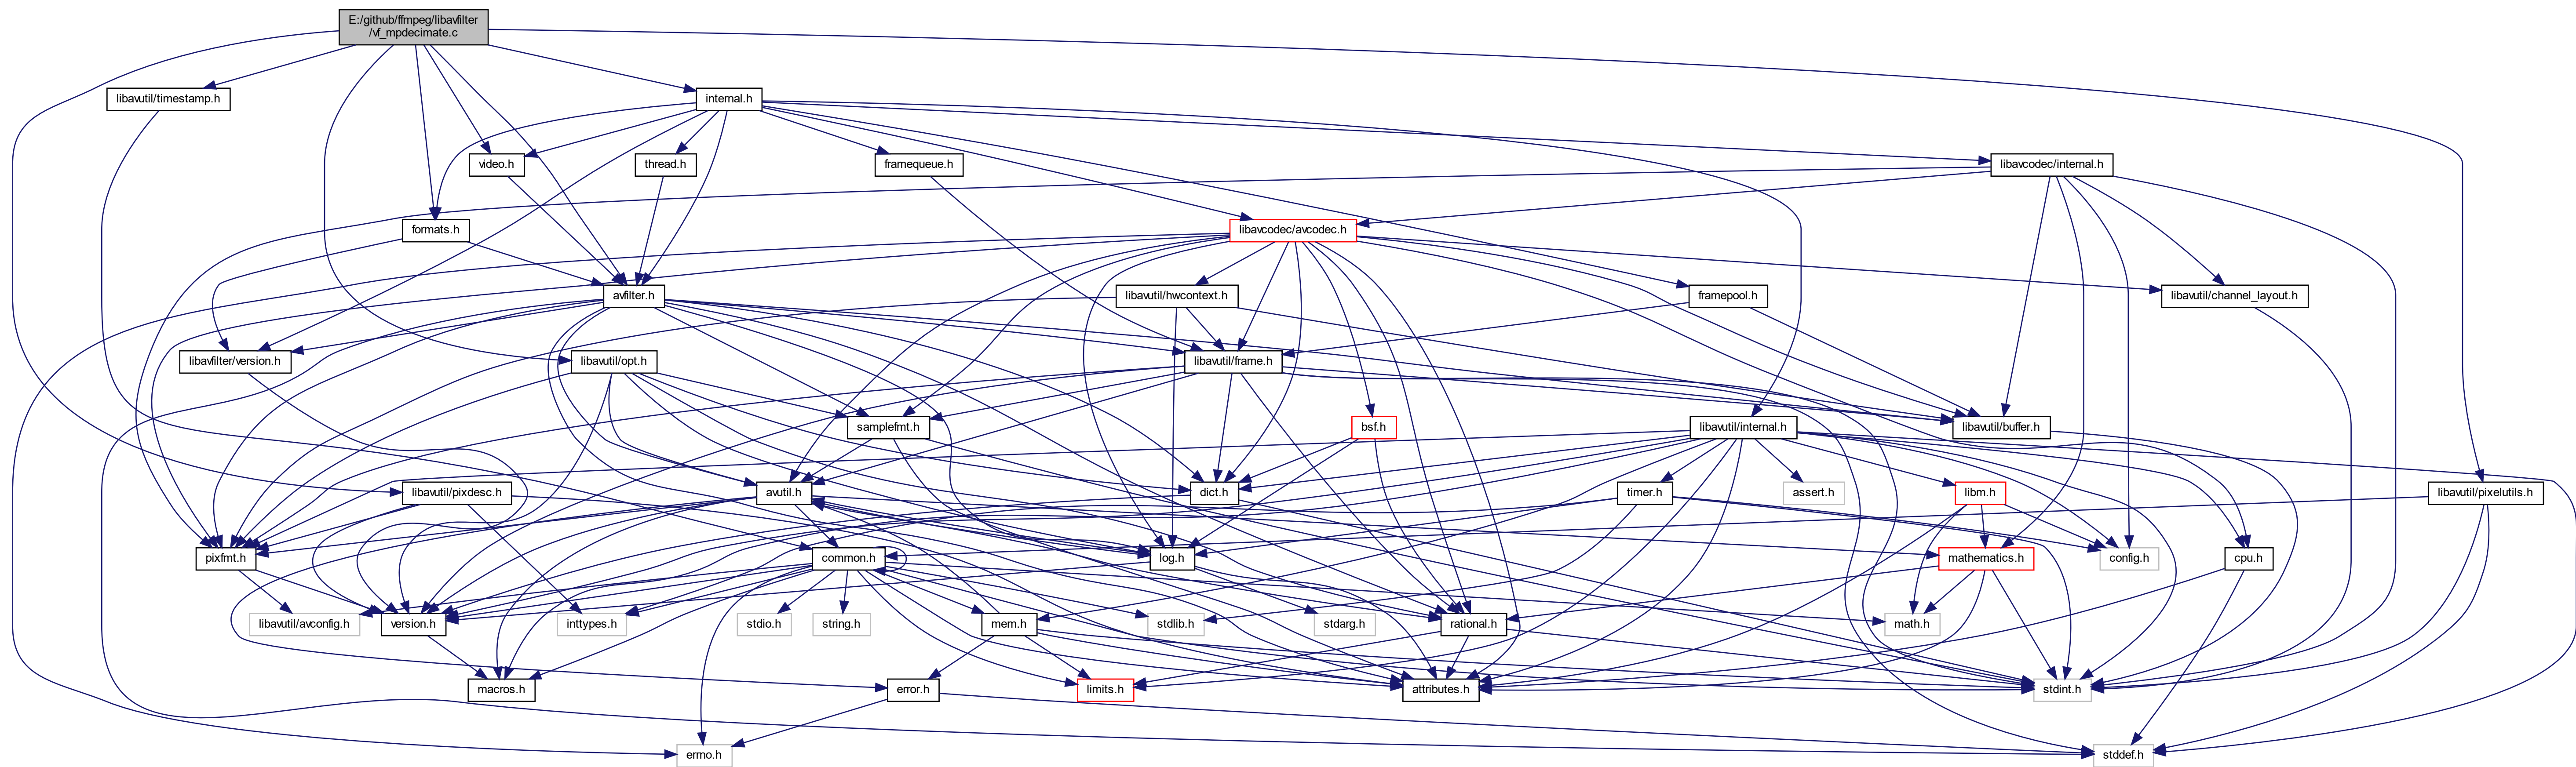 E:/github/ffmpeg/libavfilter
/vf_mpdecimate.c
libavutil/timestamp.h
internal.h
video.h
thread.h
framequeue.h
libavcodec/internal.h
formats.h
libavcodec/avcodec.h
avfilter.h
libavutil/hwcontext.h
framepool.h
libavutil/channel_layout.h
libavfilter/version.h
libavutil/opt.h
libavutil/frame.h
samplefmt.h
bsf.h
libavutil/internal.h
libavutil/buffer.h
libavutil/pixdesc.h
avutil.h
dict.h
timer.h
assert.h
libm.h
libavutil/pixelutils.h
pixfmt.h
common.h
log.h
mathematics.h
config.h
cpu.h
libavutil/avconfig.h
version.h
inttypes.h
stdio.h
string.h
mem.h
stdlib.h
stdarg.h
rational.h
math.h
macros.h
error.h
limits.h
attributes.h
stdint.h
errno.h
stddef.h